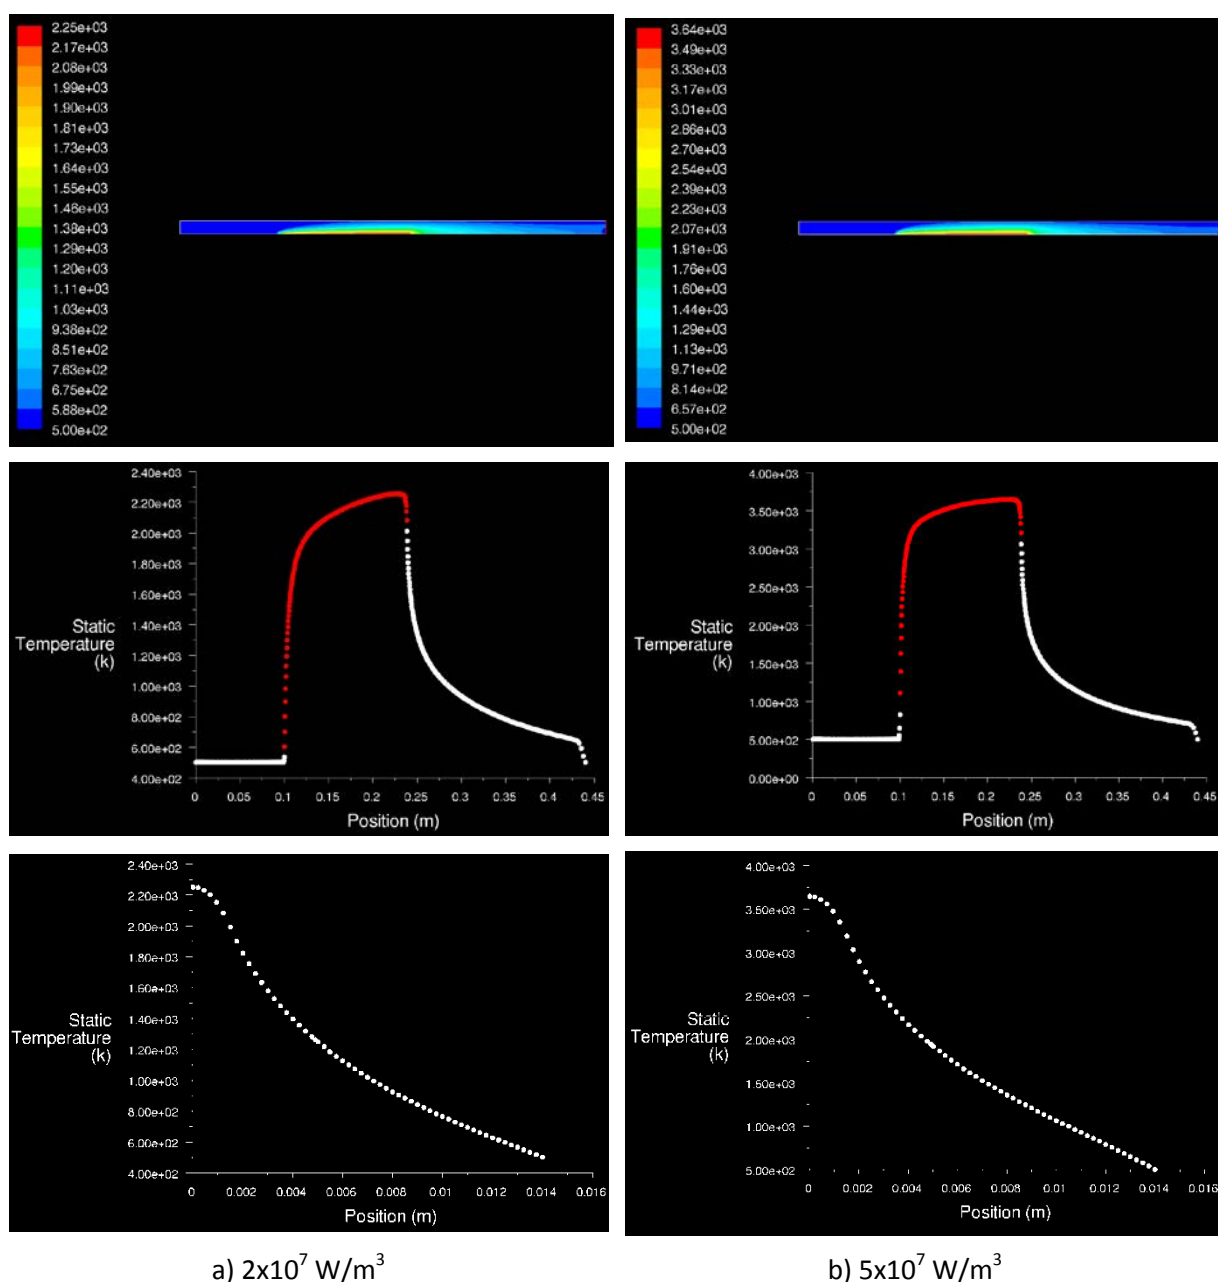 2.25e+03
2.17e+03
2.08e+03
1.99e+03
1.90e+03
1.81e+03
1.73e+03
1.64e+03
1.55e+03
1.46e+03
1.38e+03
1.29e+03
1.20e+03
1.11e+03
1.03e+03
9.38e+02
8.51e+02
7.63e+02
6.75e+02
5.88e+02
5.00e+02
3.64e+03
3.49e+03
3.33e+03
3.17e+03
3.01e+03
2.86e+03
2.70e+03
2.54e+03
2.39e+03
2.23e+03
2.07e+03
1.91e+03
1.76e+03
1.60e+03
1.44e+03
1.29e+03
1.13e+03
9.71e+02
8.14e+02
6.57e+02
5.00e+02
2.40e+03
2.20e+03
2.00e+03
1.80e+03
1.60e+03
1.40e+03
1.20e+03
1.00e+03
8.00e+02
6.00e+02
4.00e+02
Static
Temperature
(k)
0 0.05 0.1 0.15 0.2 0.25 0.3 0.35 0.4 0.45
Position (m)
4.00e+03
3.50e+03
3.00e+03
2.50e+03
2.00e+03
1.50e+03
1.00e+03
5.00e+02
0.00e+00
Static
Temperature
(k)
0 0.05 0.1 0.15 0.2 0.25 0.3 0.35 0.4 0.45
Position (m)
2.40e+03
2.20e+03
2.00e+03
1.80e+03
1.60e+03
1.40e+03
1.20e+03
1.00e+03
8.00e+02
6.00e+02
4.00e+02
Static
Temperature
(k)
0 0.002 0.004 0.006 0.008 0.01 0.012 0.014 0.016
Position (m)
4.00e+03
3.50e+03
3.00e+03
2.50e+03
2.00e+03
1.50e+03
1.00e+03
5.00e+02
Static
Temperature
(k)
0 0.002 0.004 0.006 0.008 0.01 0.012 0.014 0.016
Position (m)
a) 2x10⁷ W/m³
b) 5x10⁷ W/m³